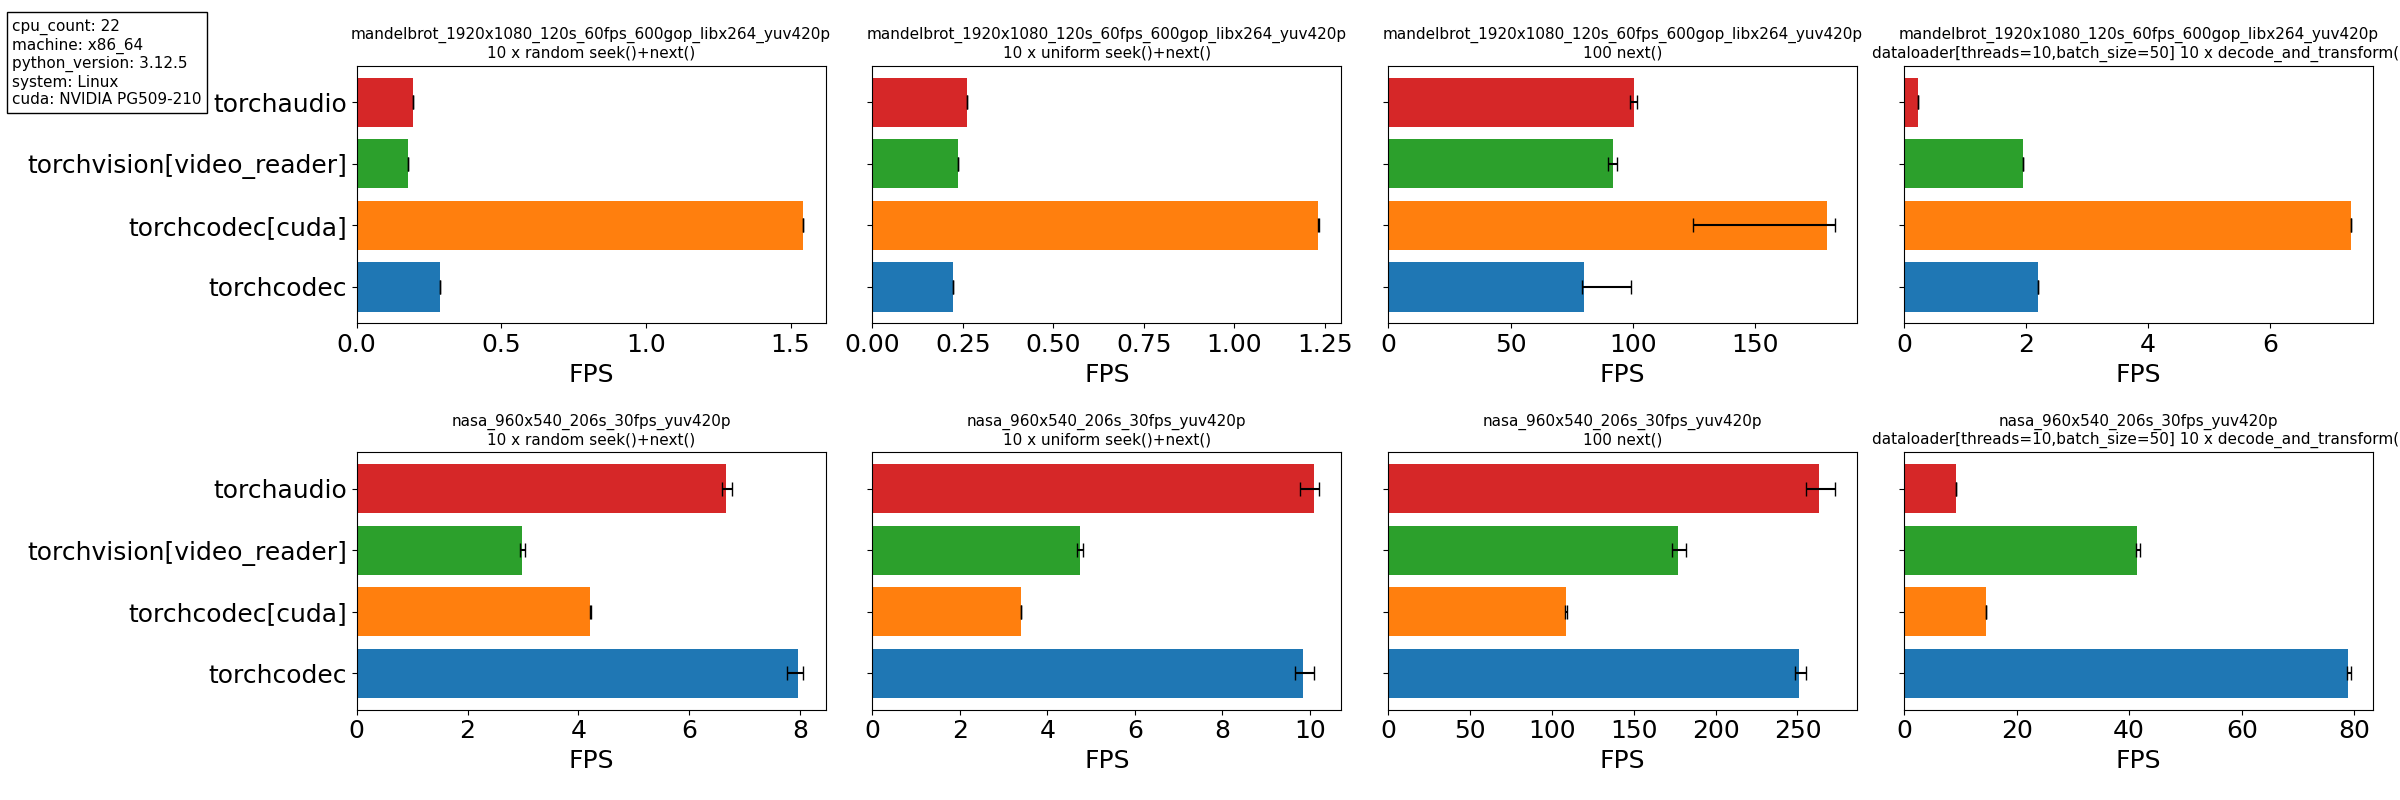 cpu_count: 22
machine: x86_64
python_version: 3.12.5
system: Linux
cuda: NVIDIA PG509-210
mandelbrot_1920x1080_120s_60fps_600gop_libx264_yuv420p
10 x random seek()+next()
torchaudio
torchvision[video_reader]
torchcodec[cuda]
torchcodec
0.0 0.5 1.0 1.5
FPS
mandelbrot_1920x1080_120s_60fps_600gop_libx264_yuv420p
10 x uniform seek()+next()
0.00 0.25 0.50 0.75 1.00 1.25
FPS
mandelbrot_1920x1080_120s_60fps_600gop_libx264_yuv420p
100 next()
0 50 100 150
FPS
mandelbrot_1920x1080_120s_60fps_600gop_libx264_yuv420p
dataloader[threads=10,batch_size=50] 10 x decode_and_transform(
0 2 4 6
FPS
nasa_960x540_206s_30fps_yuv420p
10 x random seek()+next()
torchaudio
torchvision[video_reader]
torchcodec[cuda]
torchcodec
0 2 4 6 8
FPS
nasa_960x540_206s_30fps_yuv420p
10 x uniform seek()+next()
0 2 4 6 8 10
FPS
nasa_960x540_206s_30fps_yuv420p
100 next()
0 50 100 150 200 250
FPS
nasa_960x540_206s_30fps_yuv420p
dataloader[threads=10,batch_size=50] 10 x decode_and_transform(
0 20 40 60 80
FPS